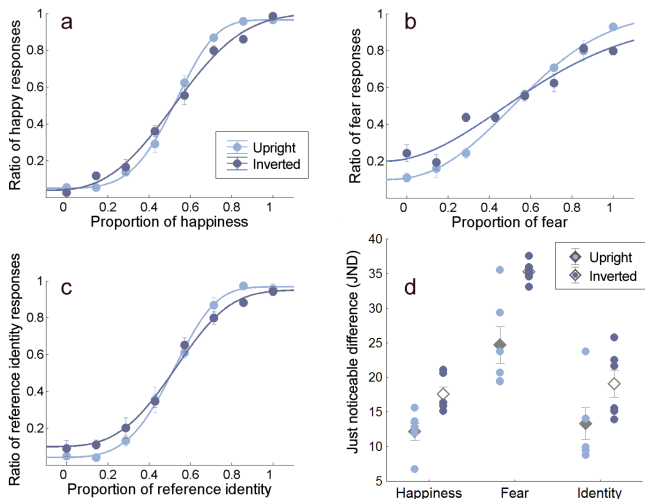 a
Ratio of happy responses
1
0.8
0.6
0.4
0.2
0 0.2 0.4 0.6 0.8 1.0
Proportion of happiness
Upright
Inverted
b
Ratio of fear responses
1
0.8
0.6
0.4
0.2
0 0.2 0.4 0.6 0.8 1.0
Proportion of fear
c
Ratio of reference identity responses
1
0.8
0.6
0.4
0.2
0 0.2 0.4 0.6 0.8 1.0
Proportion of reference identity
d
Just noticeable difference (JND)
40
35
30
25
20
15
10
5
Happiness Fear Identity
Upright
Inverted